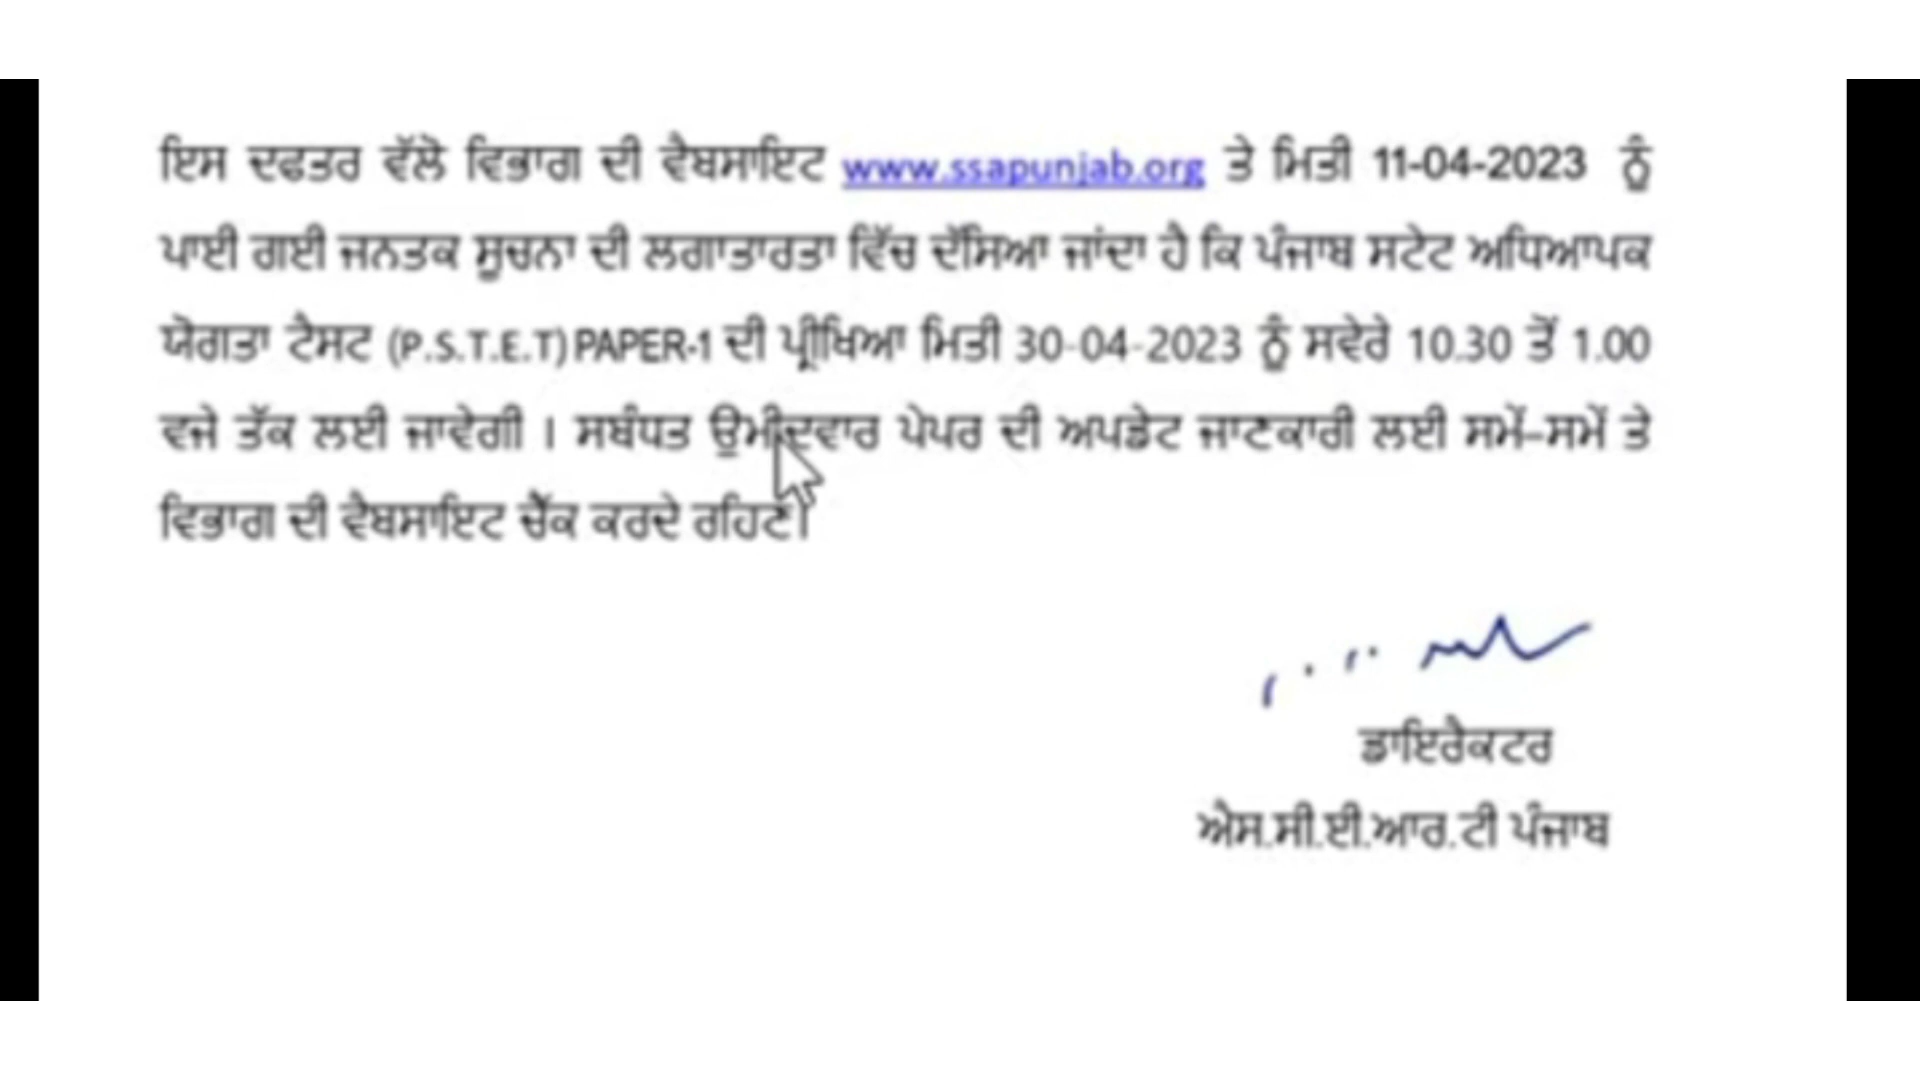 ਇਸ ਦਫਤਰ ਵੱਲੋ ਵਿਭਾਗ ਦੀ ਵੈਬਸਾਇਟ www.ssapunjab.org ਤੇ ਮਿਤੀ 11-04-2023 ਨੂੰ
ਪਾਈ ਗਈ ਜਨਤਕ ਸੂਚਨਾ ਦੀ ਲਗਾਤਾਰਤਾ ਵਿੱਚ ਦੱਸਿਆ ਜਾਂਦਾ ਹੈ ਕਿ ਪੰਜਾਬ ਸਟੇਟ ਅਧਿਆਪਕ
ਯੋਗਤਾ ਟੈਸਟ (P.S.T.E.T) PAPER-1 ਦੀ ਪ੍ਰੀਖਿਆ ਮਿਤੀ 30-04-2023 ਨੂੰ ਸਵੇਰੇ 10.30 ਤੋਂ 1.00
ਵਜੇ ਤੱਕ ਲਈ ਜਾਵੇਗੀ । ਸਬੰਧਤ ਉਮੀਦਵਾਰ ਪੇਪਰ ਦੀ ਅਪਡੇਟ ਜਾਣਕਾਰੀ ਲਈ ਸਮੇਂ-ਸਮੇਂ ਤੇ
ਵਿਭਾਗ ਦੀ ਵੈਬਸਾਇਟ ਚੈੱਕ ਕਰਦੇ ਰਹਿਣ।
ਡਾਇਰੈਕਟਰ
ਐਸ.ਸੀ.ਈ.ਆਰ.ਟੀ ਪੰਜਾਬ